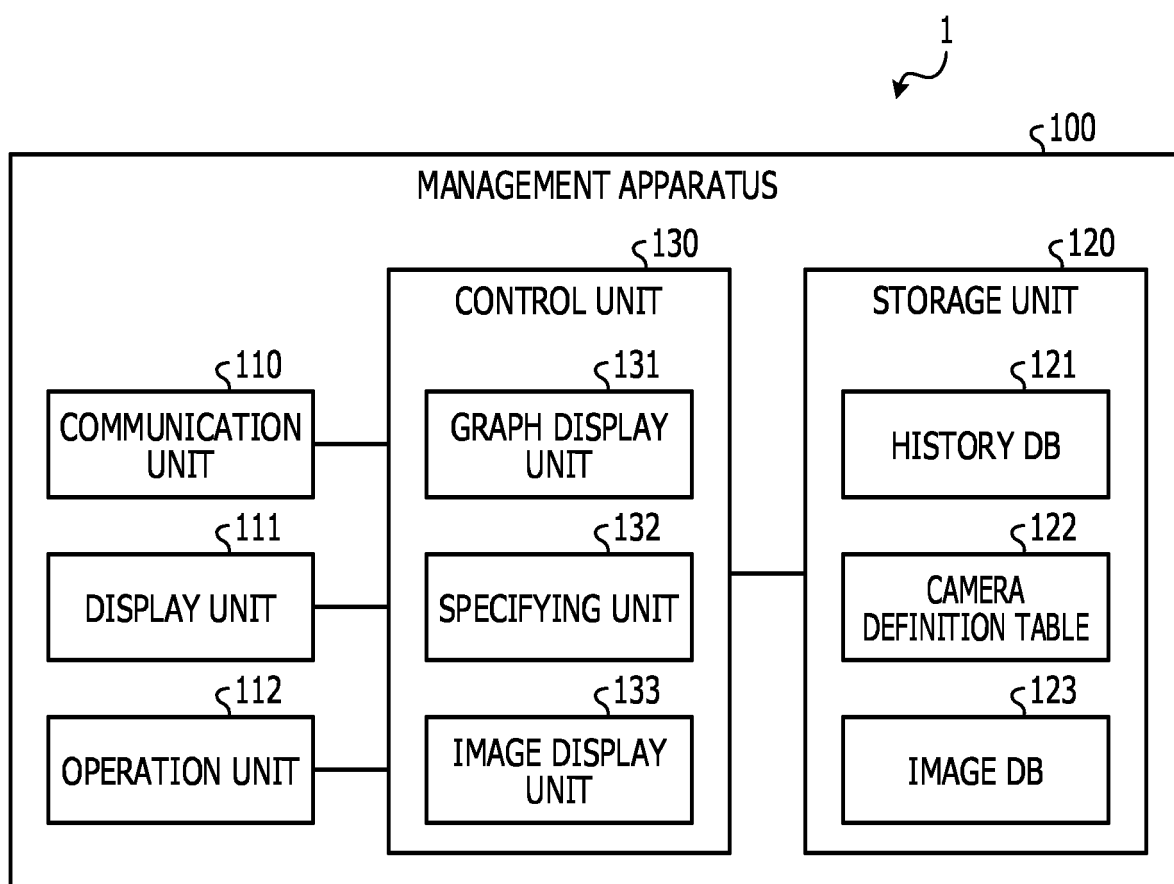 1
100
MANAGEMENT APPARATUS
130
CONTROL UNIT
120
STORAGE UNIT
110
COMMUNICATION
UNIT
131
GRAPH DISPLAY
UNIT
121
HISTORY DB
111
DISPLAY UNIT
132
SPECIFYING UNIT
122
CAMERA
DEFINITION TABLE
112
OPERATION UNIT
133
IMAGE DISPLAY
UNIT
123
IMAGE DB